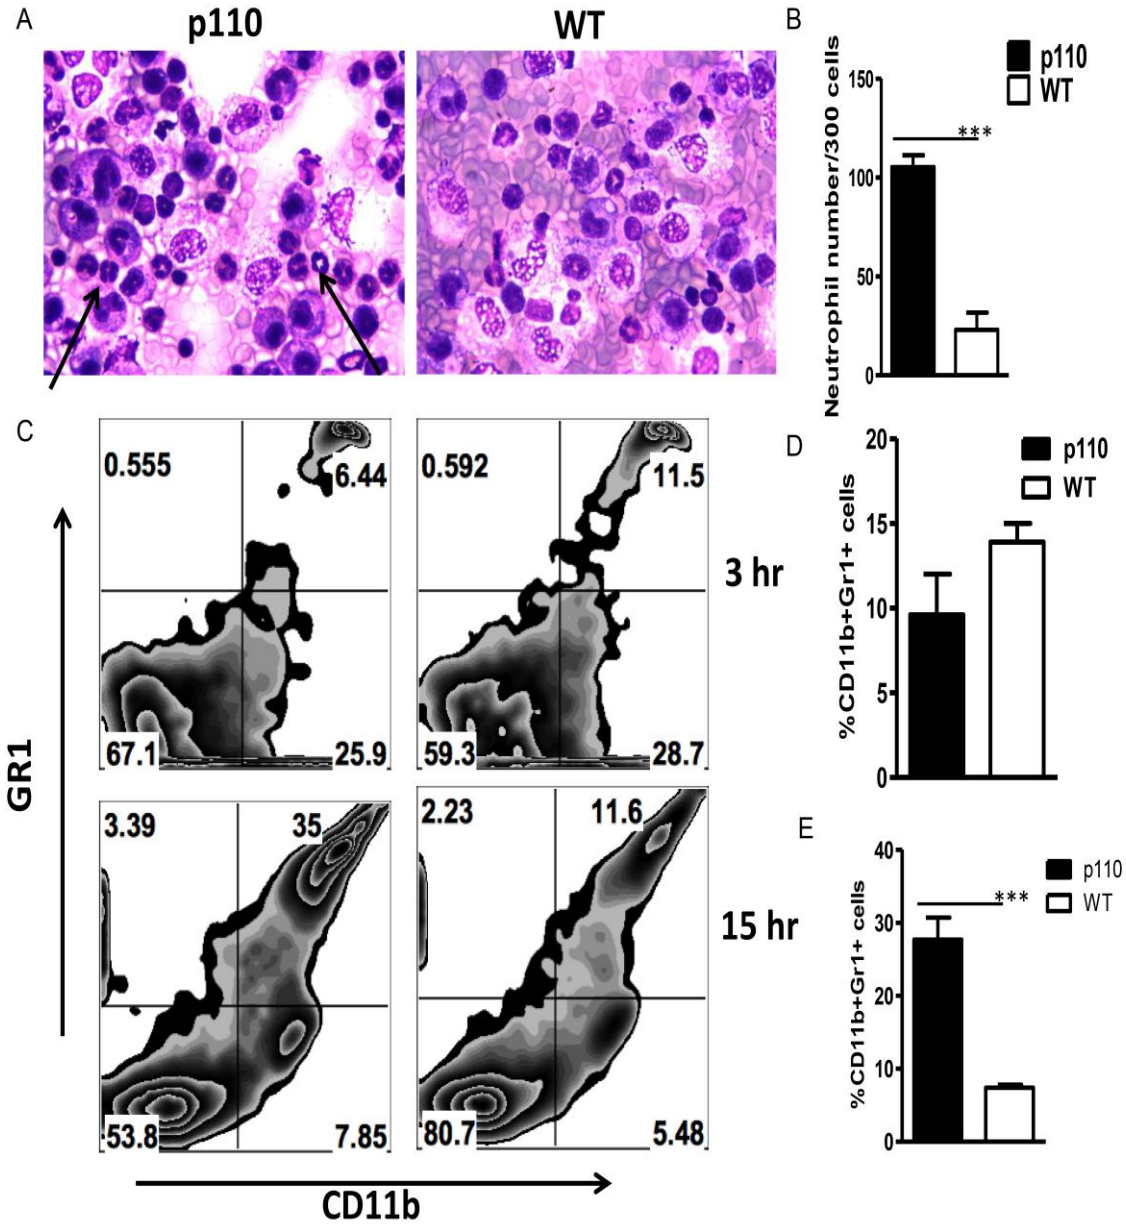 A
p110
WT
B
p110
WT
150
100
50
0
***
Neutrophil number/300 cells
C
0.555
6.44
0.592
11.5
67.1
25.9
59.3
28.7
3 hr
D
p110
WT
20
15
10
5
0
%CD11b+Gr1+ cells
GR1
3.39
35
2.23
11.6
53.8
7.85
80.7
5.48
15 hr
E
p110
WT
40
30
20
10
0
***
%CD11b+Gr1+ cells
CD11b